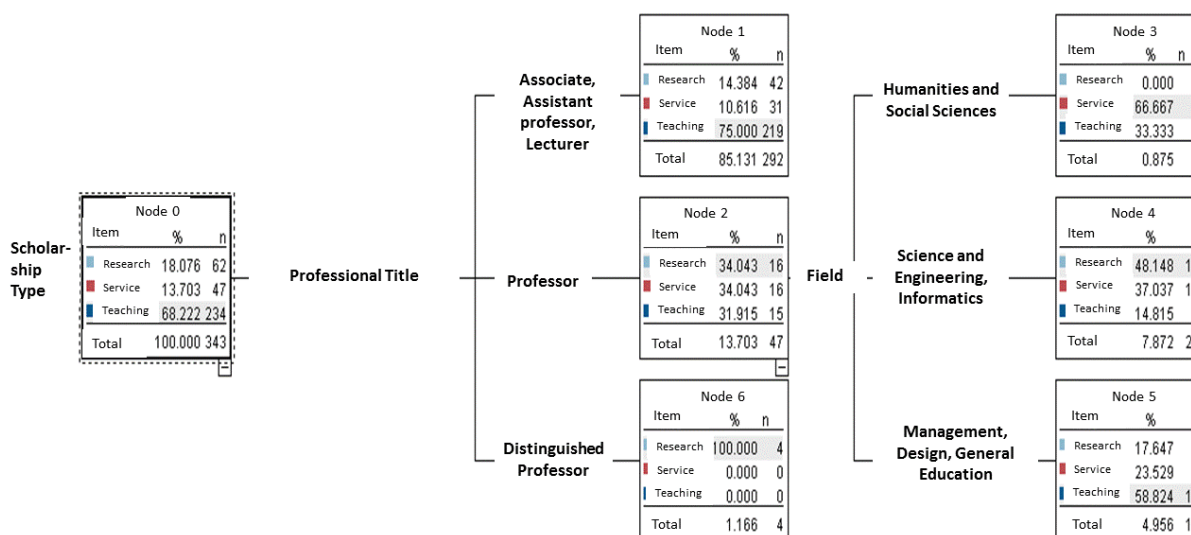 Scholar-
ship
Type
Node 0
Item % n
Research 18.076 62
Service 13.703 47
Teaching 68.222 234
Total 100.000 343
Professional Title
Associate,
Assistant
professor,
Lecturer
Node 1
Item % n
Research 14.384 42
Service 10.616 31
Teaching 75.000 219
Total 85.131 292
Professor
Node 2
Item % n
Research 34.043 16
Service 34.043 16
Teaching 31.915 15
Total 13.703 47
Distinguished
Professor
Node 6
Item % n
Research 100.000 4
Service 0.000 0
Teaching 0.000 0
Total 1.166 4
Field
Humanities and
Social Sciences
Node 3
Item % n
Research 0.000
Service 66.667
Teaching 33.333
Total 0.875
Science and
Engineering,
Informatics
Node 4
Item %
Research 48.148 1
Service 37.037 1
Teaching 14.815
Total 7.872 2
Management,
Design, General
Education
Node 5
Item %
Research 17.647
Service 23.529
Teaching 58.824 1
Total 4.956 1